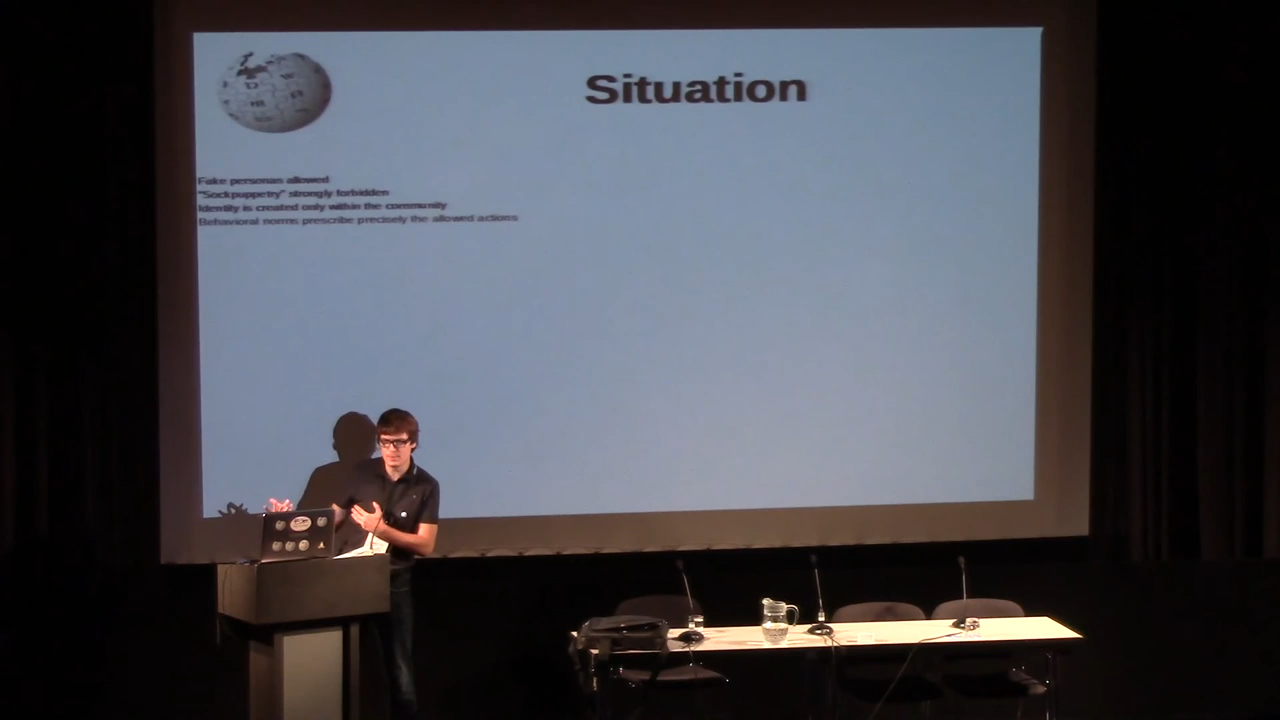 Situation
Fake personas allowed
"Sockpuppetry" strongly forbidden
Identity is created only within the community
Behavioral norms prescribe precisely the allowed actions